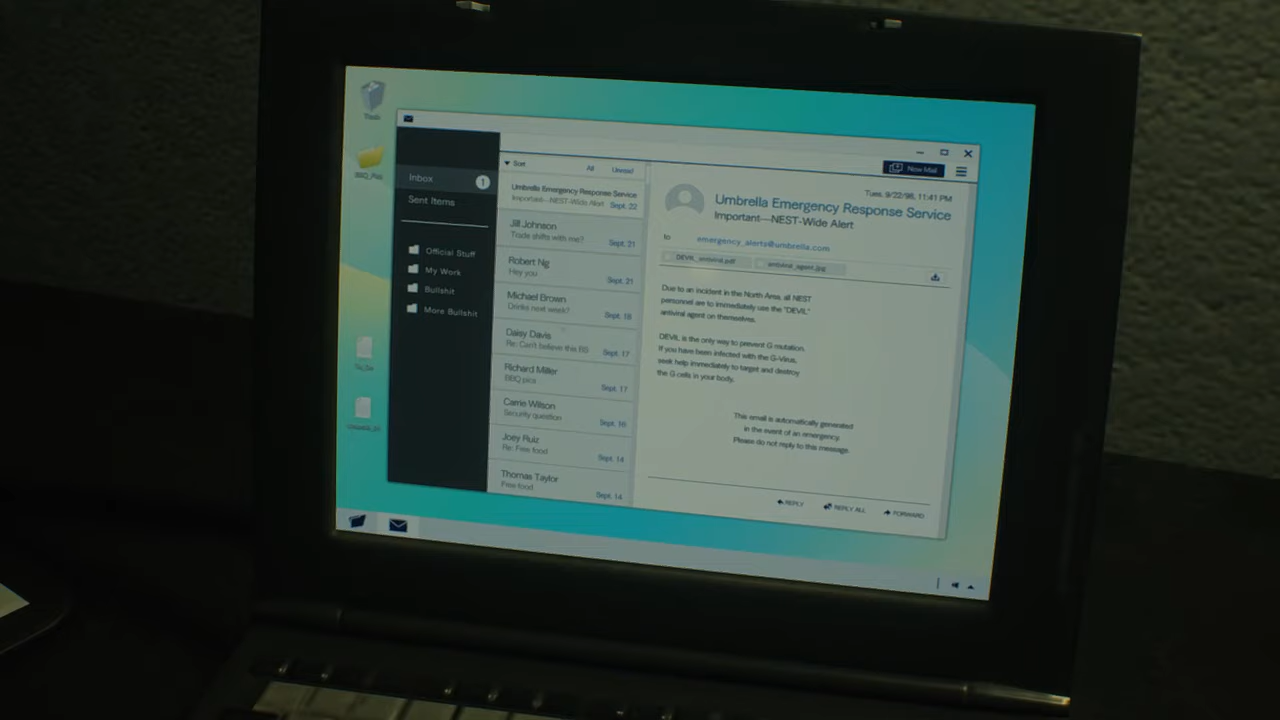 Tools
BBQ_Pics
Inbox
1
Sent Items
Official Stuff
My Work
Bullshit
More Bullshit
Sort
All
Unread
Umbrella Emergency Response Service
Important—NEST-Wide Alert
Sept. 22
Jill Johnson
Trade shifts with me?
Sept. 21
Robert Ng
Hey you
Sept. 21
Michael Brown
Drinks next week?
Sept. 18
Daisy Davis
Re: Can't believe this BS
Sept. 17
Richard Miller
BBQ pics
Sept. 17
Carrie Wilson
Security question
Sept. 16
Joey Ruiz
Re: Free food
Sept. 14
Thomas Taylor
Free food
Sept. 14
New Mail
Tues, 9/22/98, 11:41 PM
Umbrella Emergency Response Service
Important—NEST-Wide Alert
to emergency_alerts@umbrella.com
DEVIL_antiviral.pdf
antiviral_agent.jpg
Due to an incident in the North Area, all NEST
personnel are to immediately use the "DEVIL"
antiviral agent on themselves.
DEVIL is the only way to prevent G mutation.
If you have been infected with the G-Virus,
seek help immediately to target and destroy
the G cells in your body.
This email is automatically generated
in the event of an emergency.
Please do not reply to this message.
REPLY
REPLY ALL
FORWARD